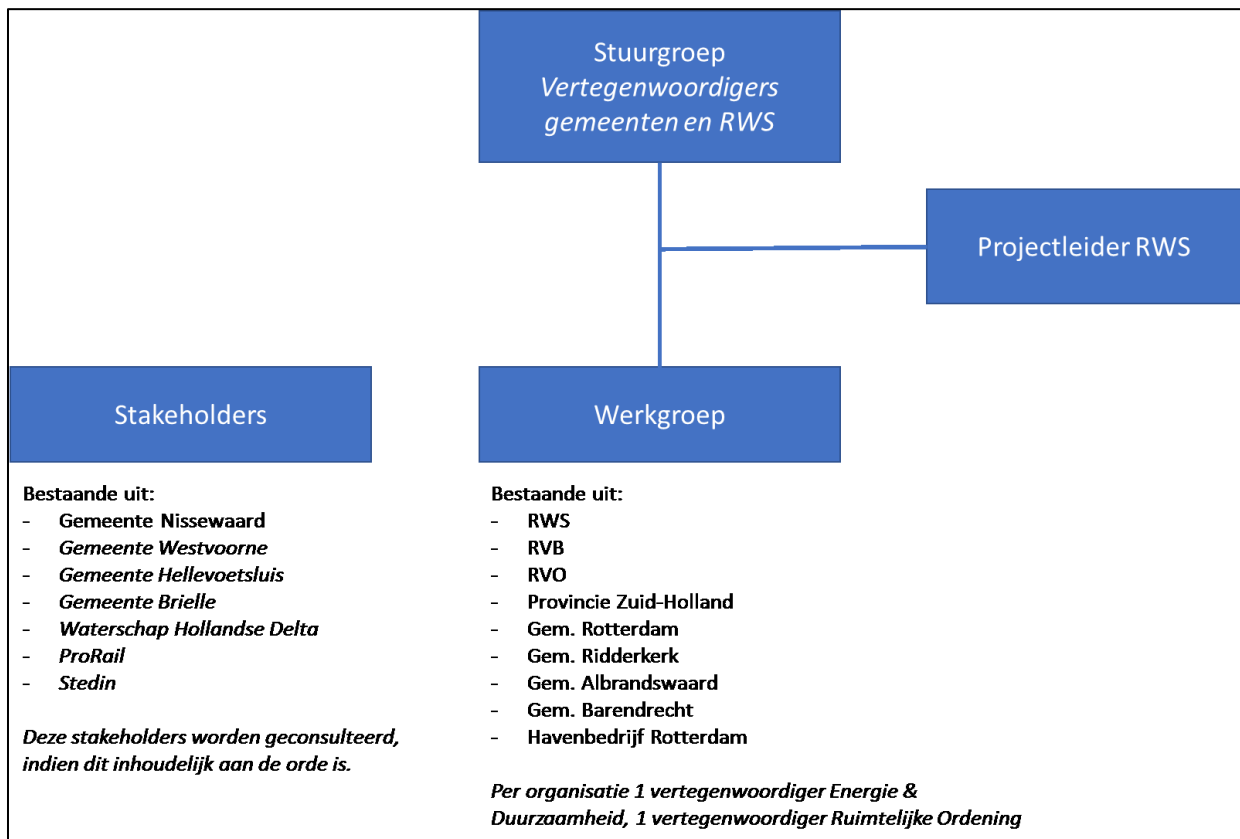 Stuurgroep
Vertegenwoordigers
gemeenten en RWS
Projectleider RWS
Stakeholders
Werkgroep
Bestaande uit:
- Gemeente Nissewaard
- Gemeente Westvoorne
- Gemeente Hellevoetsluis
- Gemeente Brielle
- Waterschap Hollandse Delta
- ProRail
- Stedin
Deze stakeholders worden geconsulteerd,
indien dit inhoudelijk aan de orde is.
Bestaande uit:
- RWS
- RVB
- RVO
- Provincie Zuid-Holland
- Gem. Rotterdam
- Gem. Ridderkerk
- Gem. Albrandswaard
- Gem. Barendrecht
- Havenbedrijf Rotterdam
Per organisatie 1 vertegenwoordiger Energie &
Duurzaamheid, 1 vertegenwoordiger Ruimtelijke Ordening